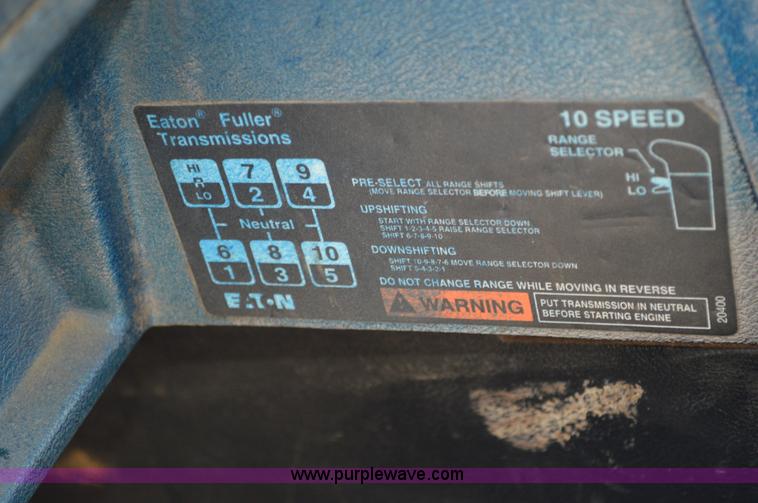 Eaton® Fuller®
Transmissions
10 SPEED
RANGE
SELECTOR
HI
LO
HI
R
LO
7
2
9
4
Neutral
6
1
8
3
10
5
EATON
PRE-SELECT ALL RANGE SHIFTS
(MOVE RANGE SELECTOR BEFORE MOVING SHIFT LEVER)
UPSHIFTING
START WITH RANGE SELECTOR DOWN
SHIFT 1-2-3-4-5 RAISE RANGE SELECTOR
SHIFT 6-7-8-9-10
DOWNSHIFTING
SHIFT 10-9-8-7-6 MOVE RANGE SELECTOR DOWN
SHIFT 5-4-3-2-1
DO NOT CHANGE RANGE WHILE MOVING IN REVERSE
WARNING
PUT TRANSMISSION IN NEUTRAL
BEFORE STARTING ENGINE
20400
www.purplewave.com